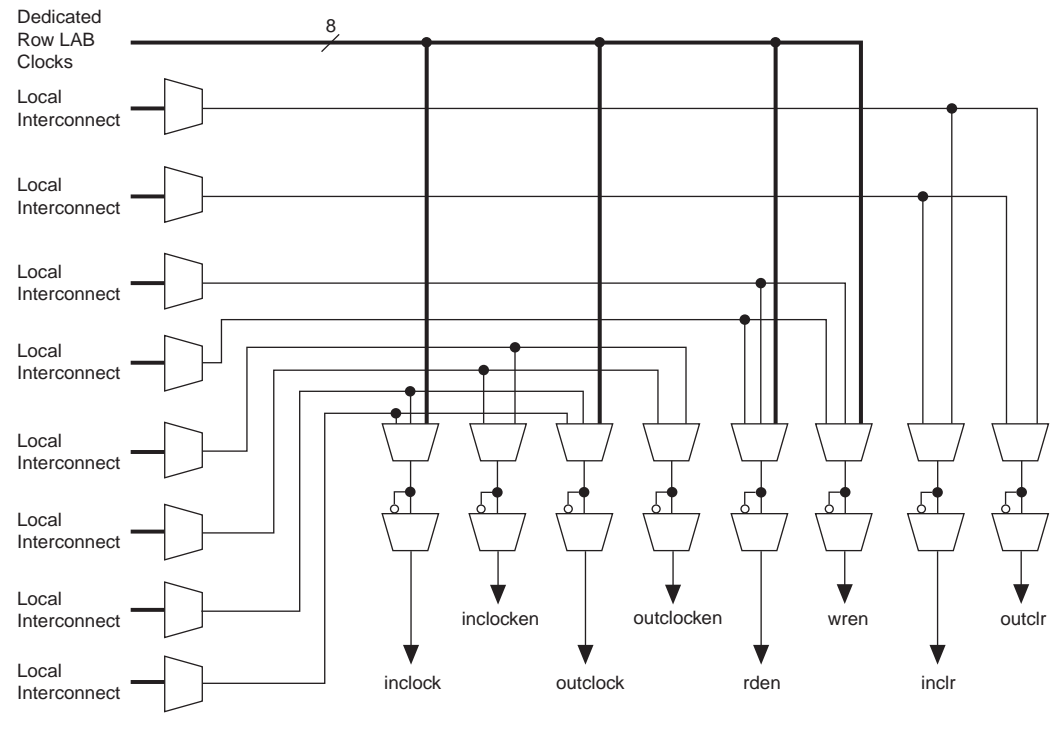 Dedicated
Row LAB
Clocks
8
Local
Interconnect
Local
Interconnect
Local
Interconnect
Local
Interconnect
Local
Interconnect
Local
Interconnect
Local
Interconnect
Local
Interconnect
inclocken
outclocken
wren
outclr
inclock
outclock
rden
inclr